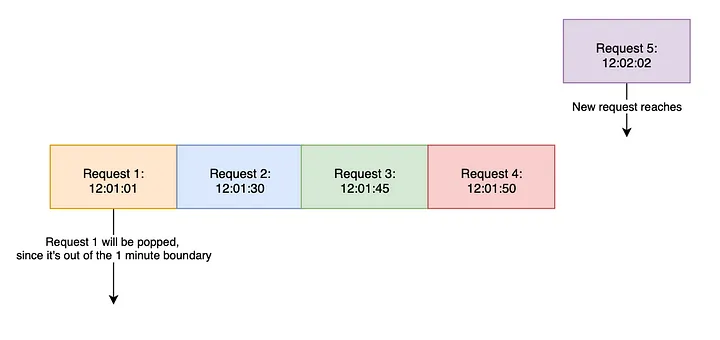 Request 5:
12:02:02
New request reaches
Request 1:
12:01:01
Request 2:
12:01:30
Request 3:
12:01:45
Request 4:
12:01:50
Request 1 will be popped,
since it's out of the 1 minute boundary